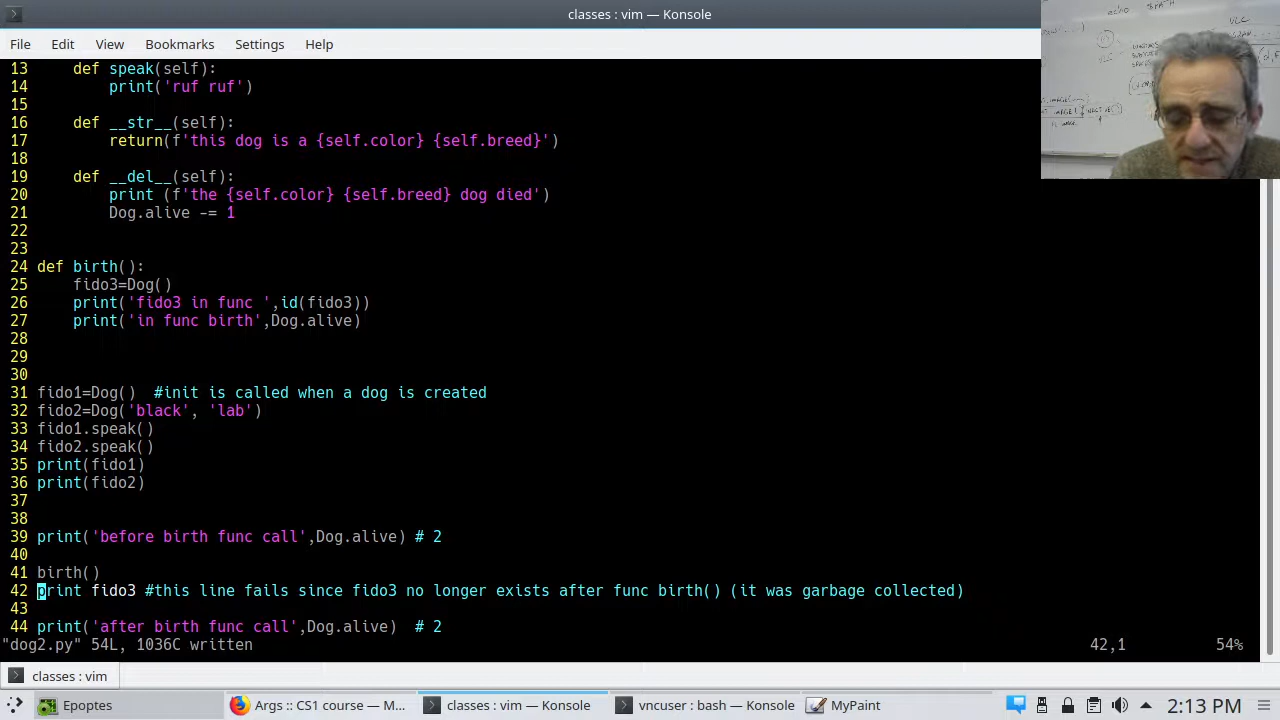 classes : vim — Konsole
File Edit View Bookmarks Settings Help
13     def speak(self):
14         print('ruf ruf')
15
16     def __str__(self):
17         return(f'this dog is a {self.color} {self.breed}')
18
19     def __del__(self):
20         print (f'the {self.color} {self.breed} dog died')
21         Dog.alive -= 1
22
23
24 def birth():
25     fido3=Dog()
26     print('fido3 in func ',id(fido3))
27     print('in func birth',Dog.alive)
28
29
30
31 fido1=Dog()  #init is called when a dog is created
32 fido2=Dog('black', 'lab')
33 fido1.speak()
34 fido2.speak()
35 print(fido1)
36 print(fido2)
37
38
39 print('before birth func call',Dog.alive) # 2
40
41 birth()
42 print fido3 #this line fails since fido3 no longer exists after func birth() (it was garbage collected)
43
44 print('after birth func call',Dog.alive)  # 2
"dog2.py" 54L, 1036C written 42,1 54%
classes : vim
Epoptes Args :: CS1 course — M... classes : vim — Konsole vncuser : bash — Konsole MyPaint 2:13 PM